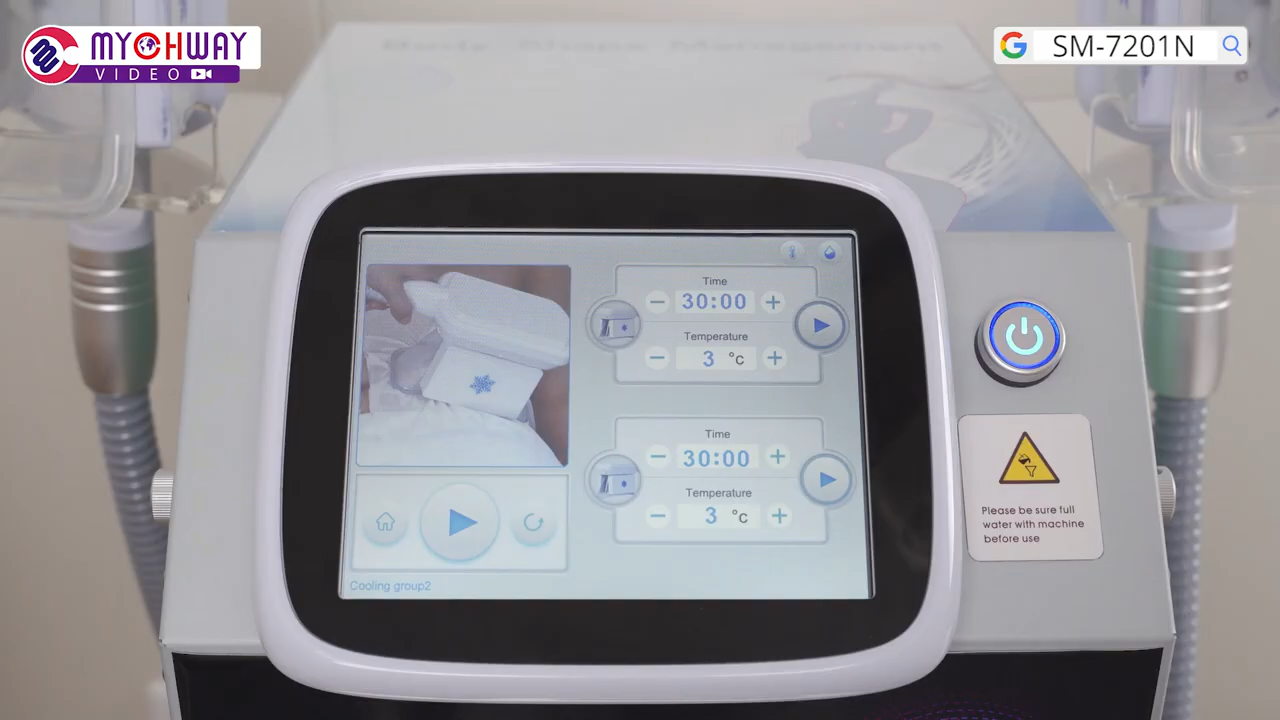 MYCHWAY
VIDEO
SM-7201N
Time
30:00
Temperature
3 °c
Time
30:00
Temperature
3 °c
Cooling group2
Please be sure full
water with machine
before use